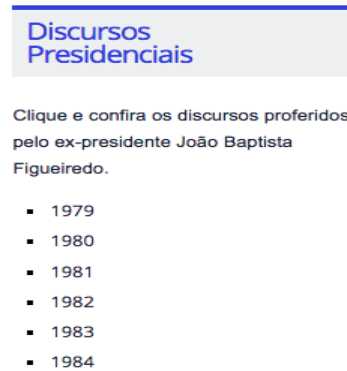 Discursos
Presidenciais
Clique e confira os discursos proferidos
pelo ex-presidente João Baptista
Figueiredo.
▪ 1979
▪ 1980
▪ 1981
▪ 1982
▪ 1983
▪ 1984